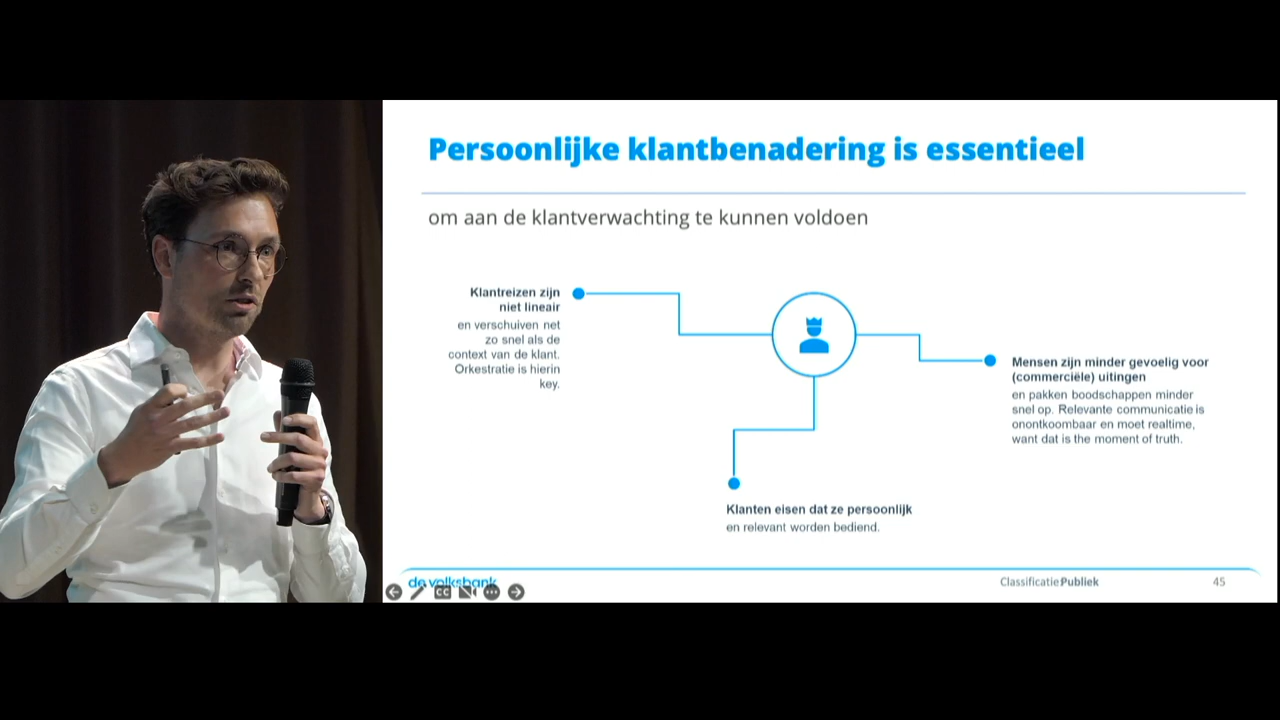 Persoonlijke klantbenadering is essentieel
om aan de klantverwachting te kunnen voldoen
Klantreizen zijn
niet lineair
en verschuiven net
zo snel als de
context van de klant.
Orkestratie is hierin
key.
Mensen zijn minder gevoelig voor
(commerciële) uitingen
en pakken boodschappen minder
snel op. Relevante communicatie is
onontkoombaar en moet realtime,
want dat is the moment of truth.
Klanten eisen dat ze persoonlijk
en relevant worden bediend.
de volksbank
CC
Classificatie Publiek
45